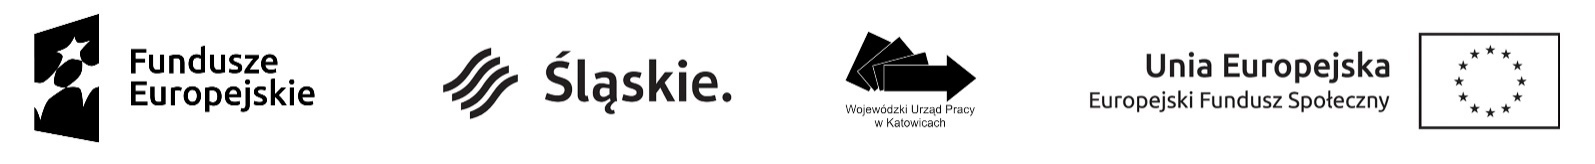 Fundusze
Europejskie
Śląskie.
Wojewódzki Urząd Pracy
w Katowicach
Unia Europejska
Europejski Fundusz Społeczny